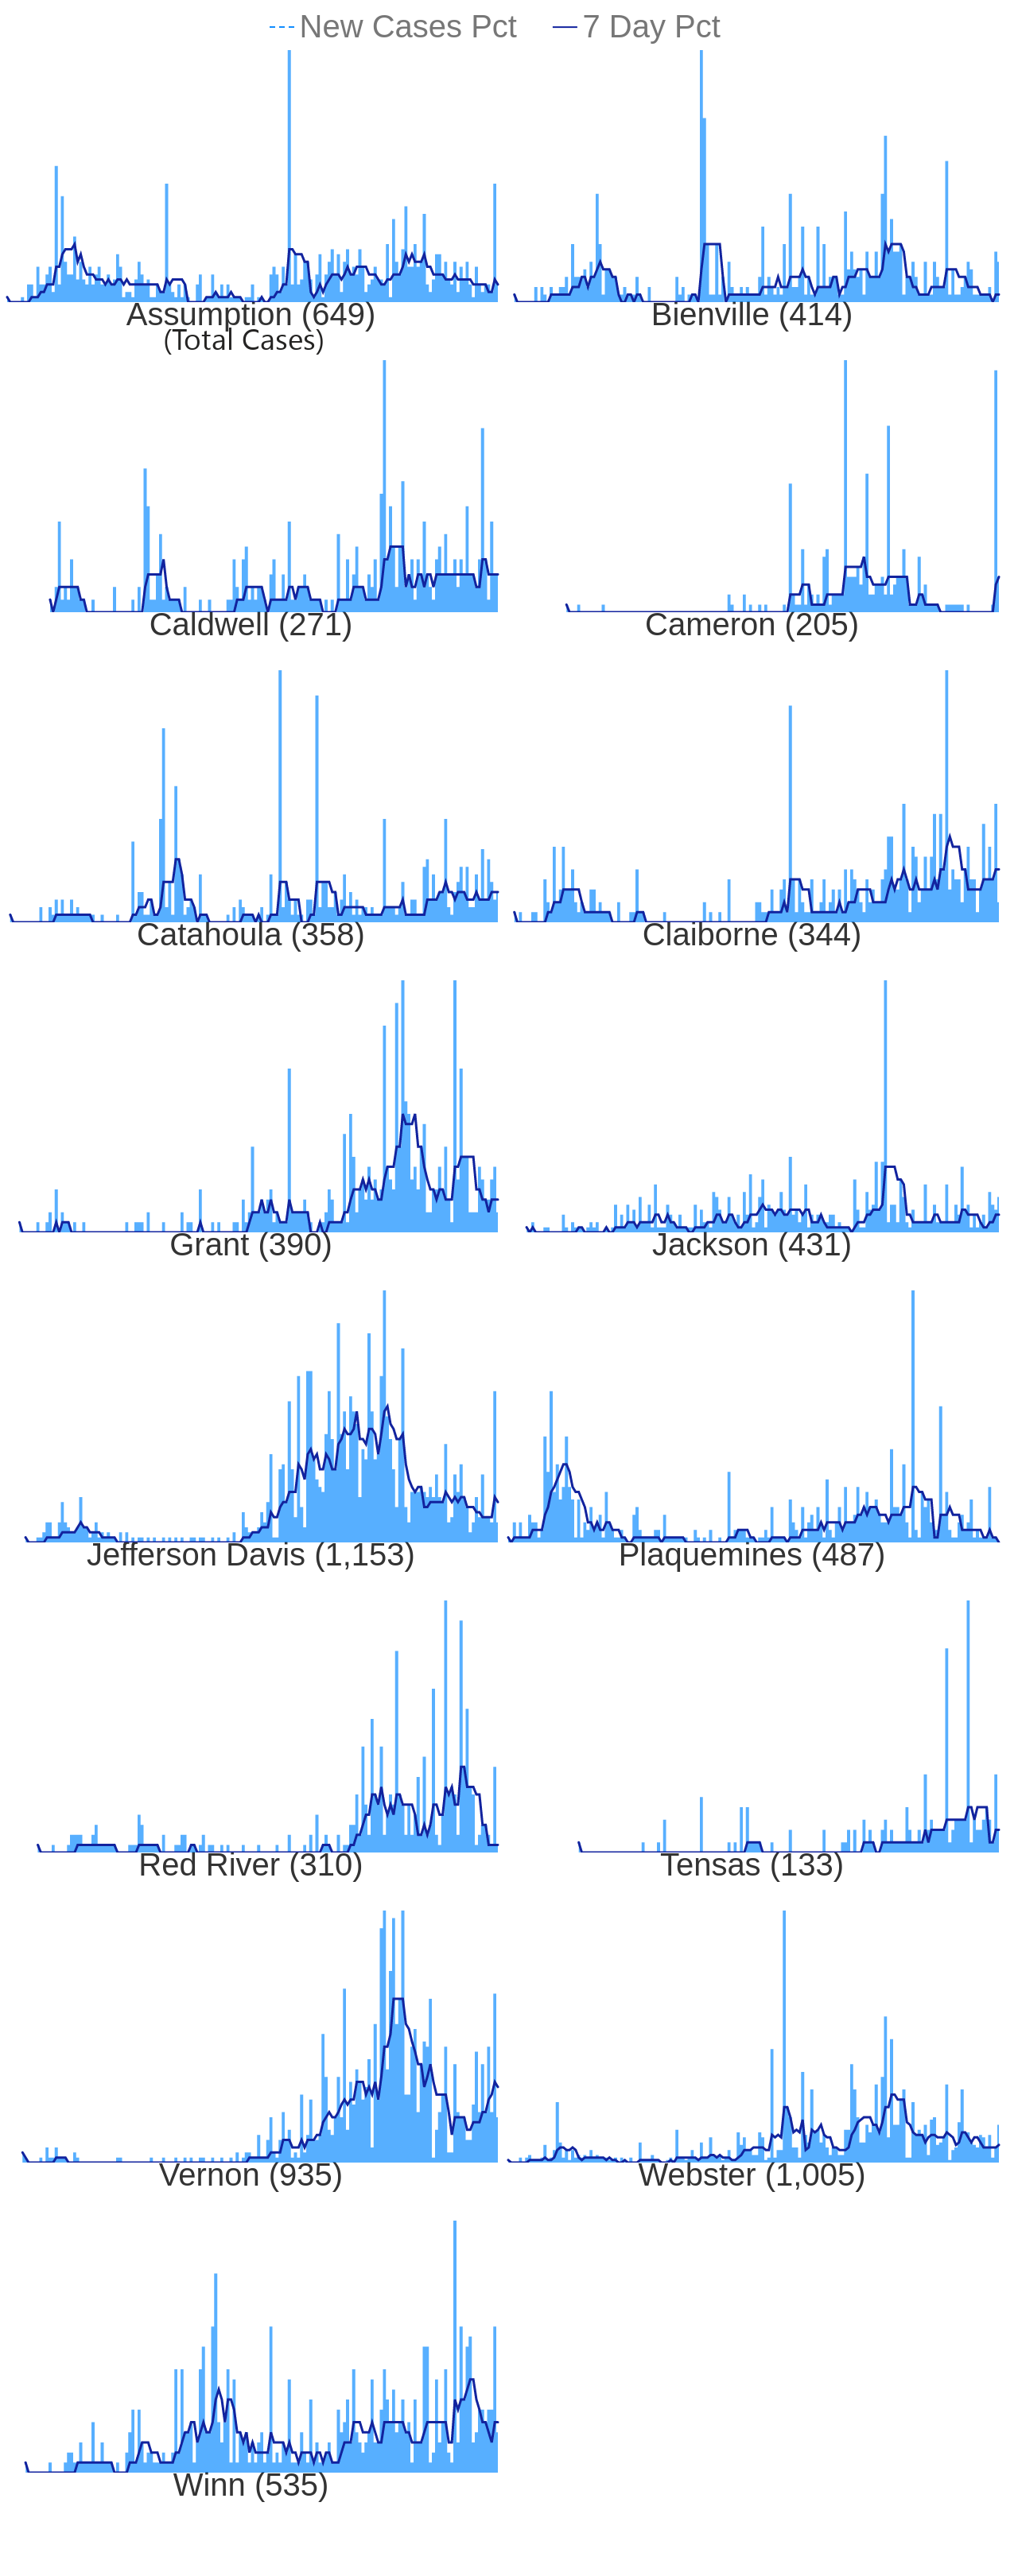 New Cases Pct 7 Day Pct
Assumption (649) Bienville (414)
(Total Cases)
Caldwell (271) Cameron (205)
Catahoula (358) Claiborne (344)
Grant (390) Jackson (431)
Jefferson Davis (1,153) Plaquemines (487)
Red River (310) Tensas (133)
Vernon (935) Webster (1,005)
Winn (535)